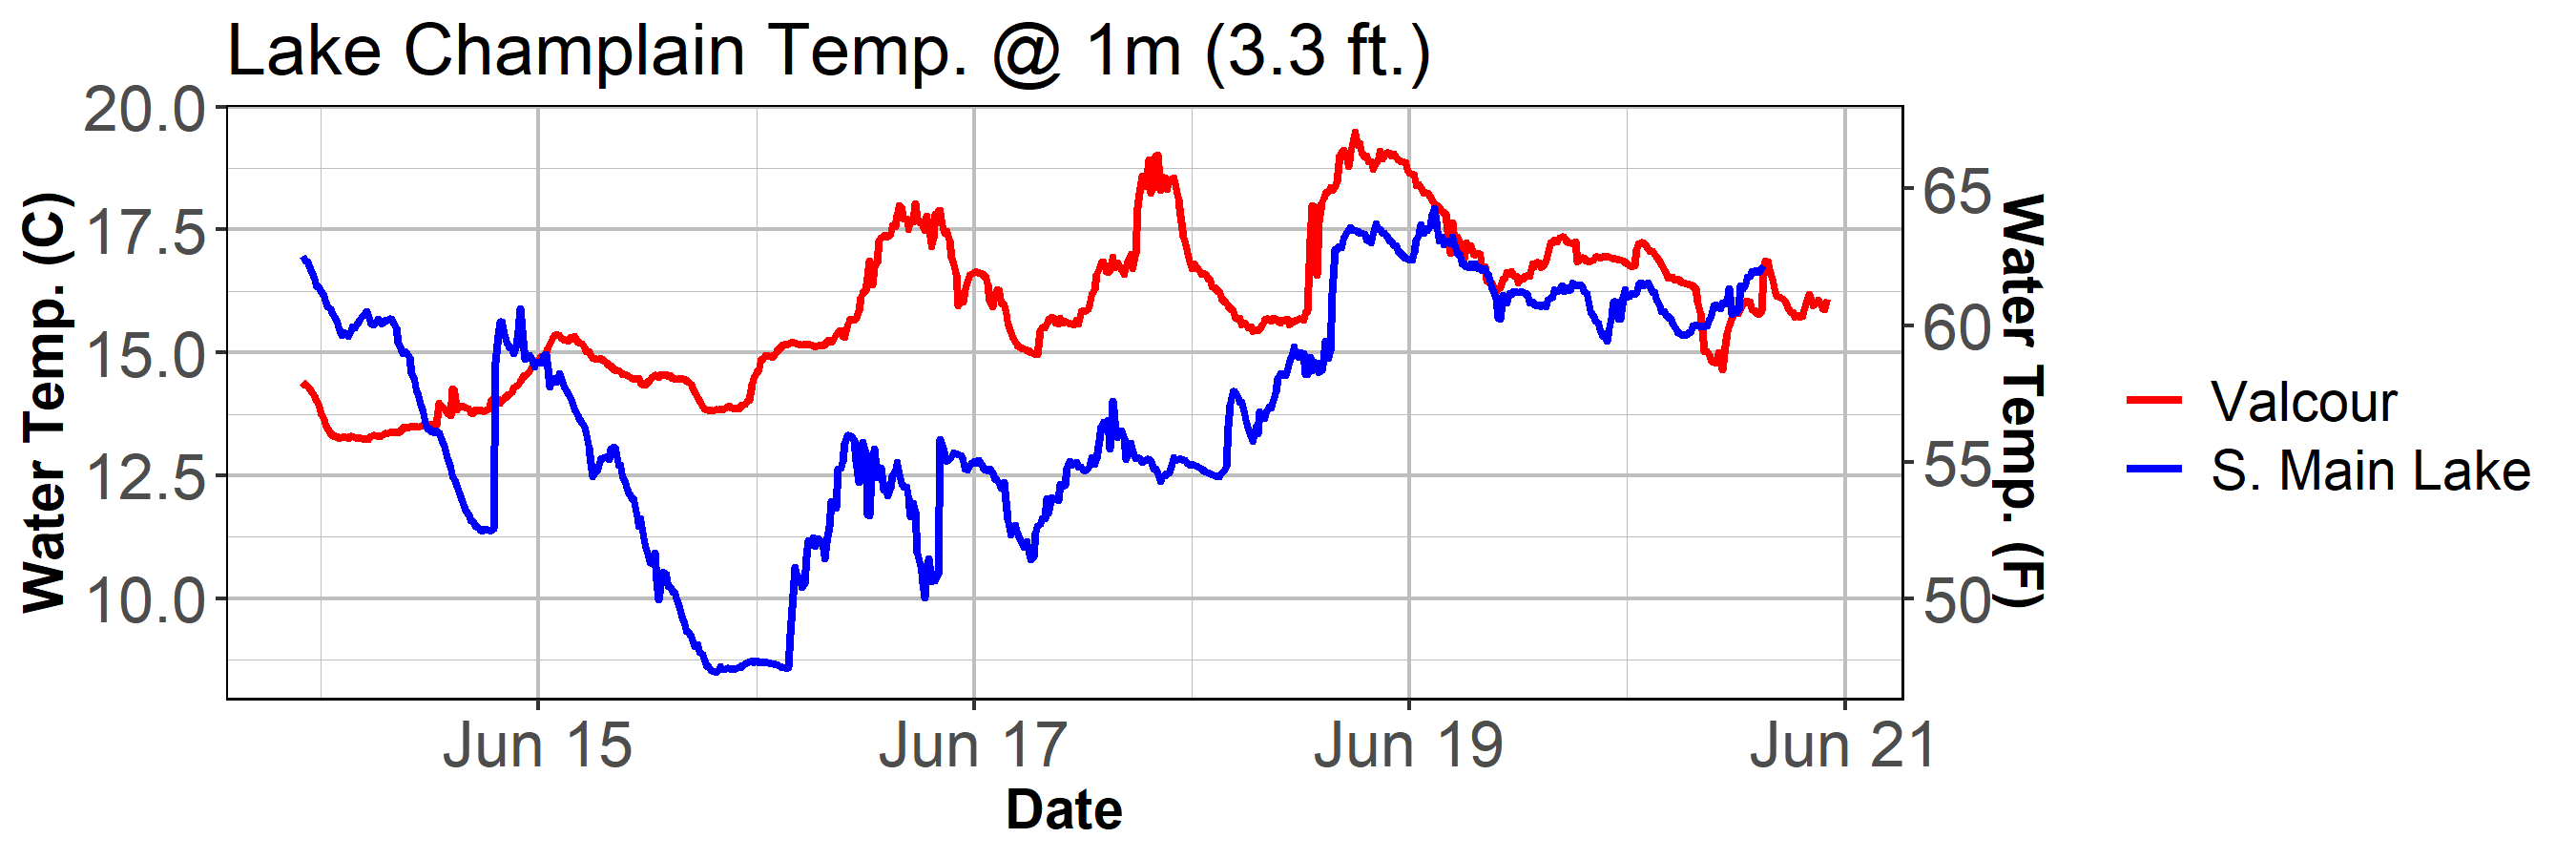 Lake Champlain Temp. @ 1m (3.3 ft.)
Water Temp. (C)
20.0
17.5
15.0
12.5
10.0
65
60
55
50
Water Temp. (F)
Jun 15
Jun 17
Jun 19
Jun 21
Date
Valcour
S. Main Lake